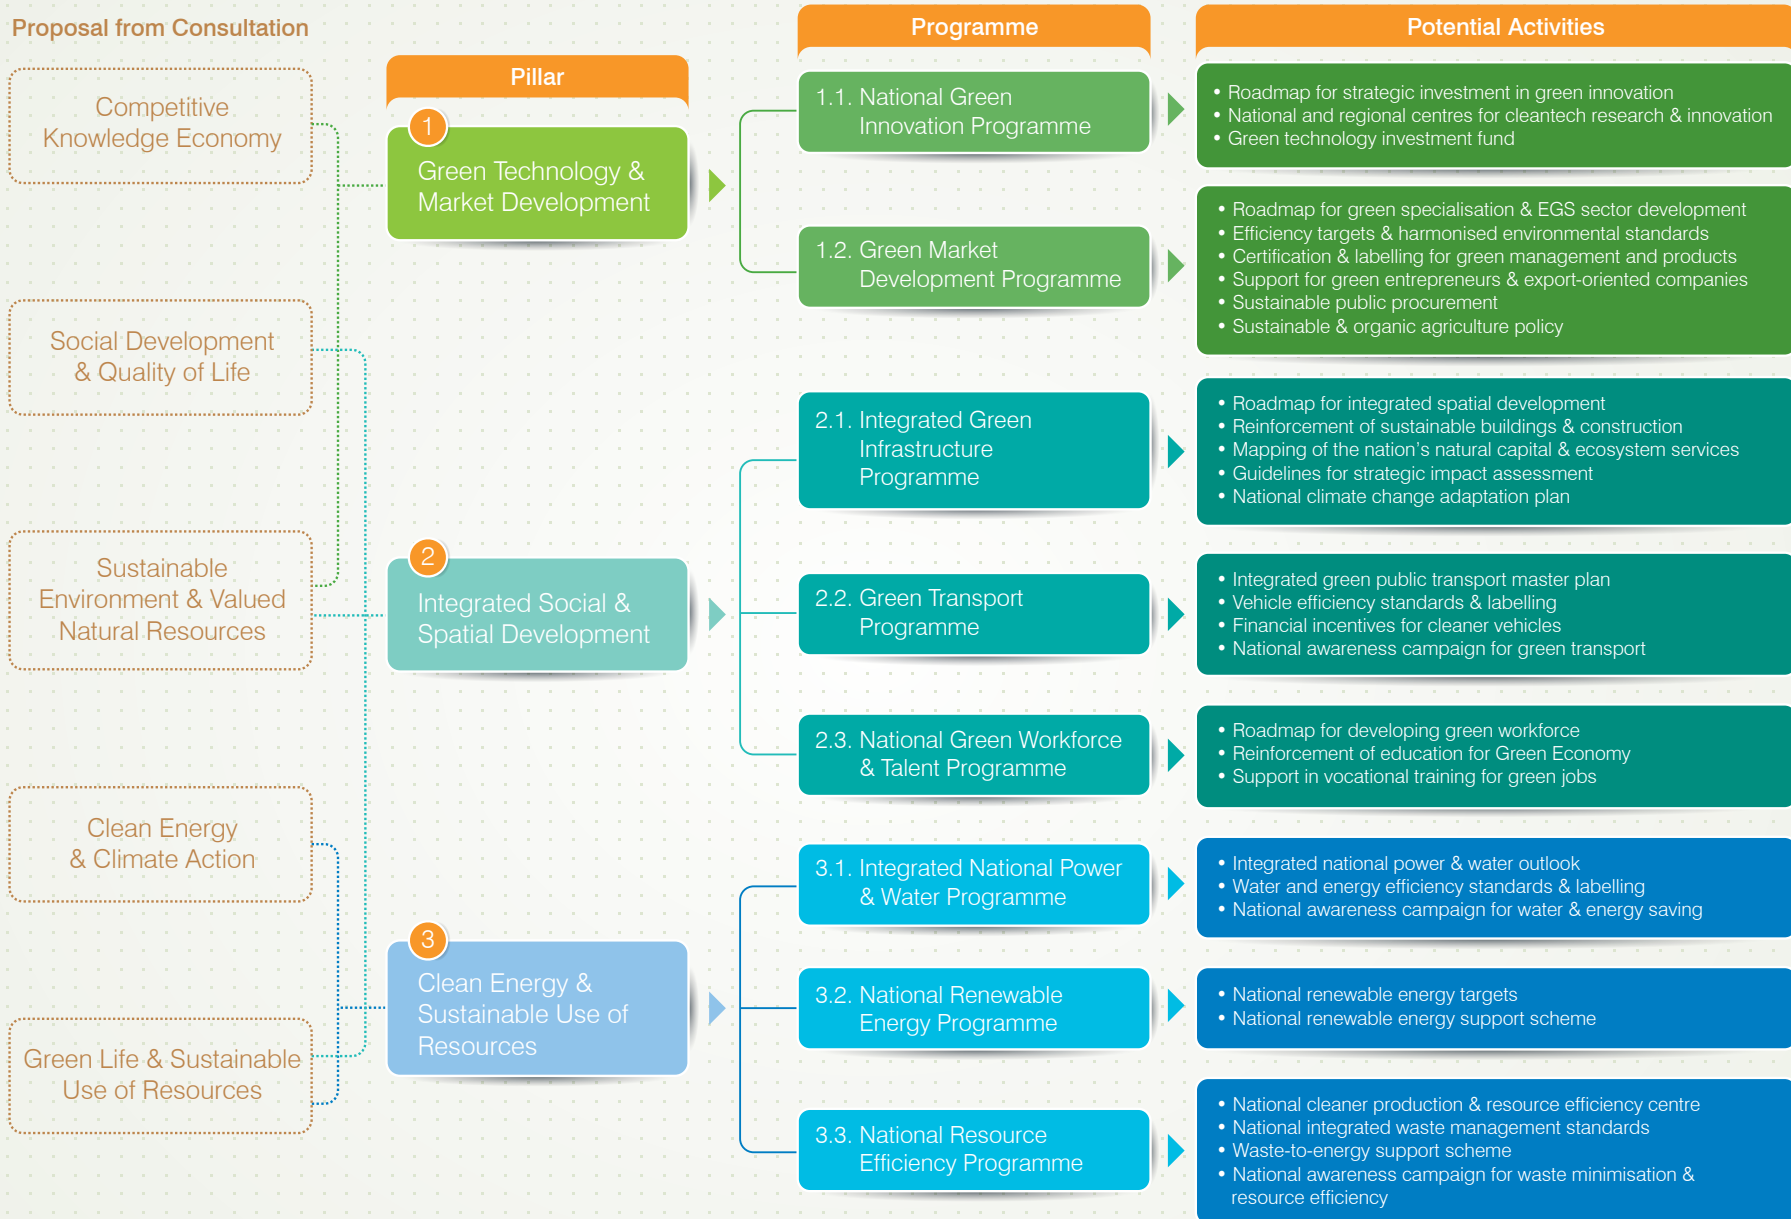 Proposal from Consultation
Competitive
Knowledge Economy
Social Development
& Quality of Life
Sustainable
Environment & Valued
Natural Resources
Clean Energy
& Climate Action
Green Life & Sustainable
Use of Resources
Pillar
1
Green Technology &
Market Development
2
Integrated Social &
Spatial Development
3
Clean Energy &
Sustainable Use of
Resources
Programme
1.1. National Green
Innovation Programme
1.2. Green Market
Development Programme
2.1. Integrated Green
Infrastructure
Programme
2.2. Green Transport
Programme
2.3. National Green Workforce
& Talent Programme
3.1. Integrated National Power
& Water Programme
3.2. National Renewable
Energy Programme
3.3. National Resource
Efficiency Programme
Potential Activities
• Roadmap for strategic investment in green innovation
• National and regional centres for cleantech research & innovation
• Green technology investment fund
• Roadmap for green specialisation & EGS sector development
• Efficiency targets & harmonised environmental standards
• Certification & labelling for green management and products
• Support for green entrepreneurs & export-oriented companies
• Sustainable public procurement
• Sustainable & organic agriculture policy
• Roadmap for integrated spatial development
• Reinforcement of sustainable buildings & construction
• Mapping of the nation's natural capital & ecosystem services
• Guidelines for strategic impact assessment
• National climate change adaptation plan
• Integrated green public transport master plan
• Vehicle efficiency standards & labelling
• Financial incentives for cleaner vehicles
• National awareness campaign for green transport
• Roadmap for developing green workforce
• Reinforcement of education for Green Economy
• Support in vocational training for green jobs
• Integrated national power & water outlook
• Water and energy efficiency standards & labelling
• National awareness campaign for water & energy saving
• National renewable energy targets
• National renewable energy support scheme
• National cleaner production & resource efficiency centre
• National integrated waste management standards
• Waste-to-energy support scheme
• National awareness campaign for waste minimisation &
resource efficiency